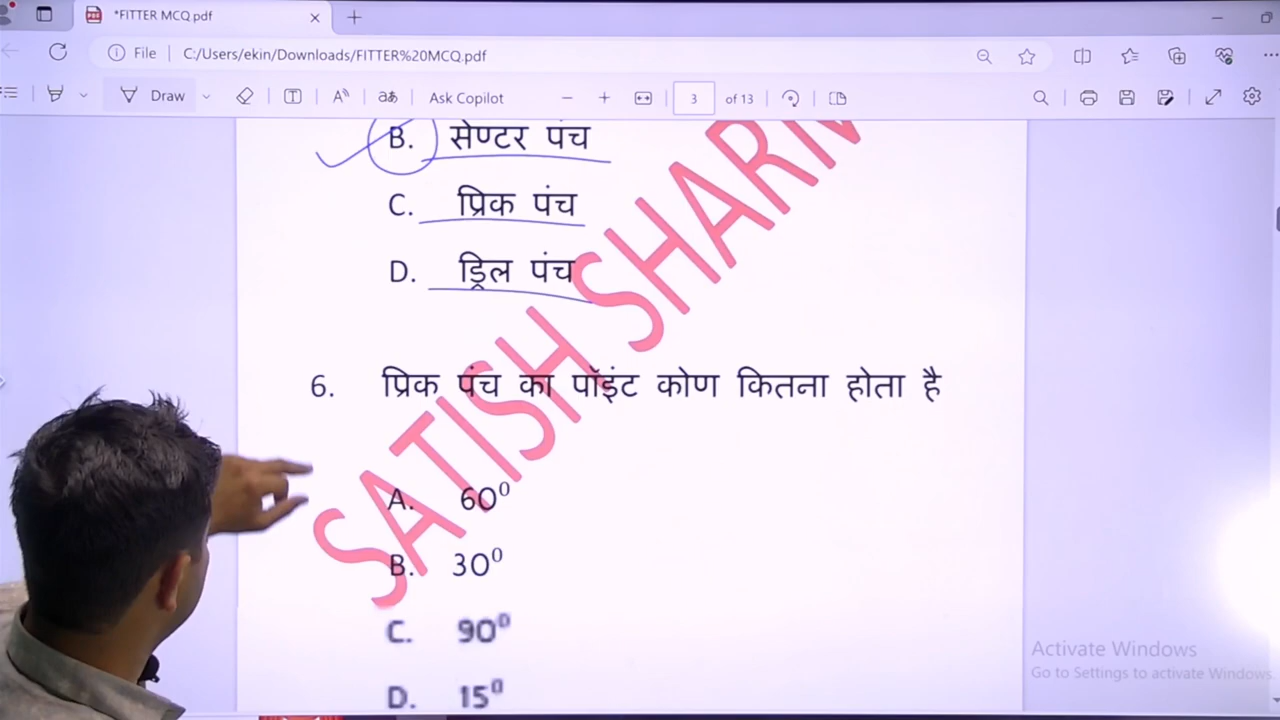 *FITTER MCQ.pdf
File C:/Users/ekin/Downloads/FITTER%20MCQ.pdf
Draw Ask Copilot 3 of 13
B. सेण्टर पंच
C. प्रिक पंच
D. ड्रिल पंच
6. प्रिक पंच का पॉइंट कोण कितना होता है
A. 60⁰
B. 30⁰
C. 90⁰
D. 15⁰
SATISH SHARM
Activate Windows
Go to Settings to activate Windows.